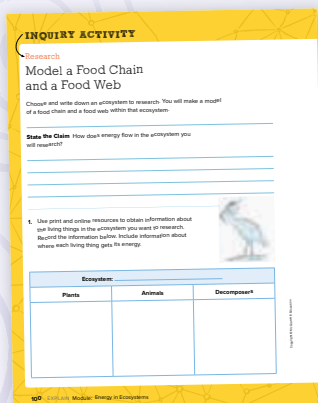 INQUIRY ACTIVITY
Research
Model a Food Chain
and a Food Web
Choose and write down an ecosystem to research. You will make a model
of a food chain and a food web within that ecosystem.
State the Claim How does energy flow in the ecosystem you
will research?
1. Use print and online resources to obtain information about
the living things in the ecosystem you want to research.
Record the information below. Include information about
where each living thing gets its energy.
Ecosystem:
Plants Animals Decomposers
100 EXPLAIN Module: Energy in Ecosystems